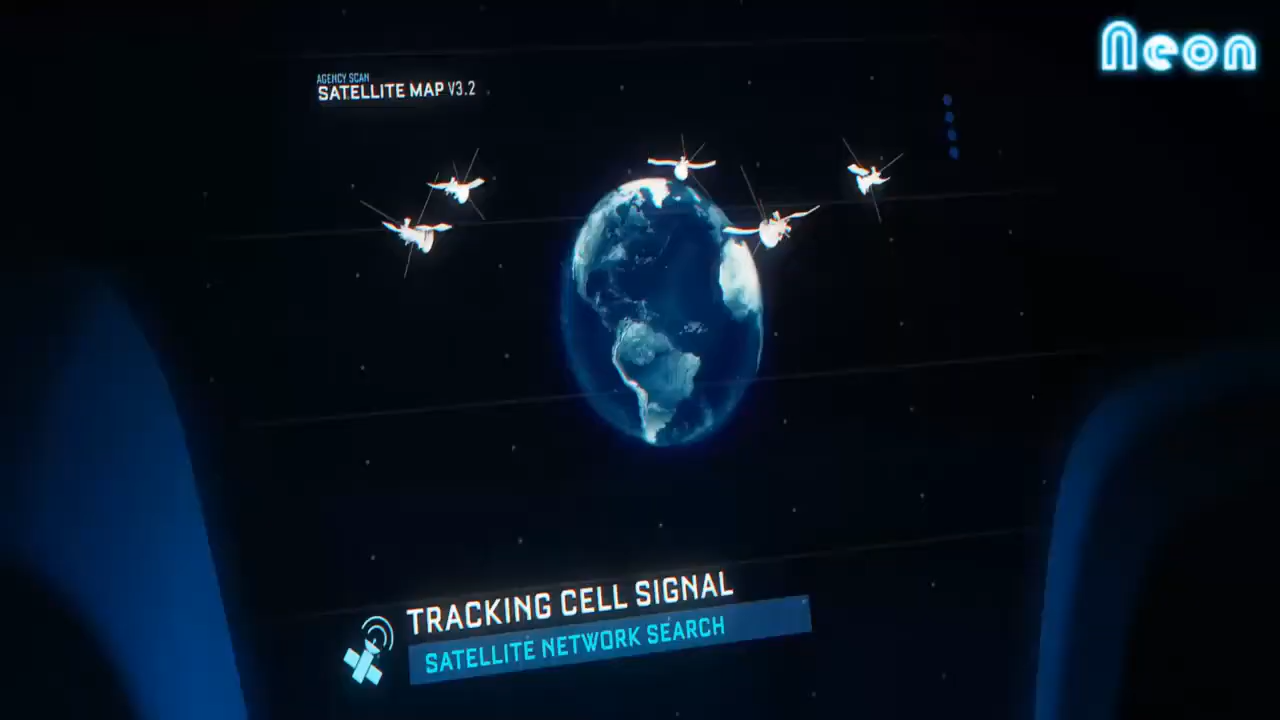 Neon
AGENCY SCAN
SATELLITE MAP V3.2
TRACKING CELL SIGNAL
SATELLITE NETWORK SEARCH